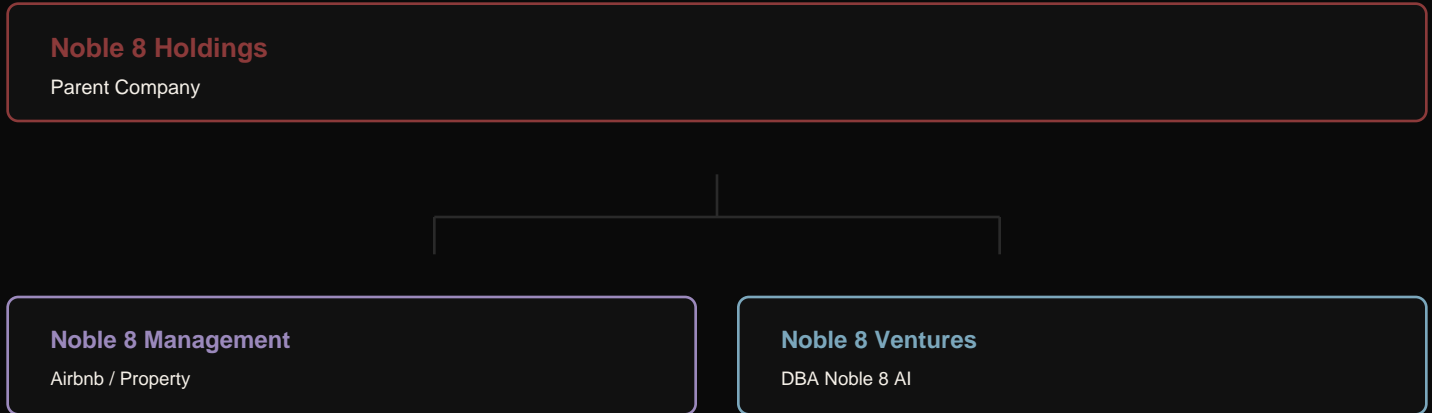 Noble 8 Holdings
Parent Company
Noble 8 Management
Airbnb / Property
Noble 8 Ventures
DBA Noble 8 AI